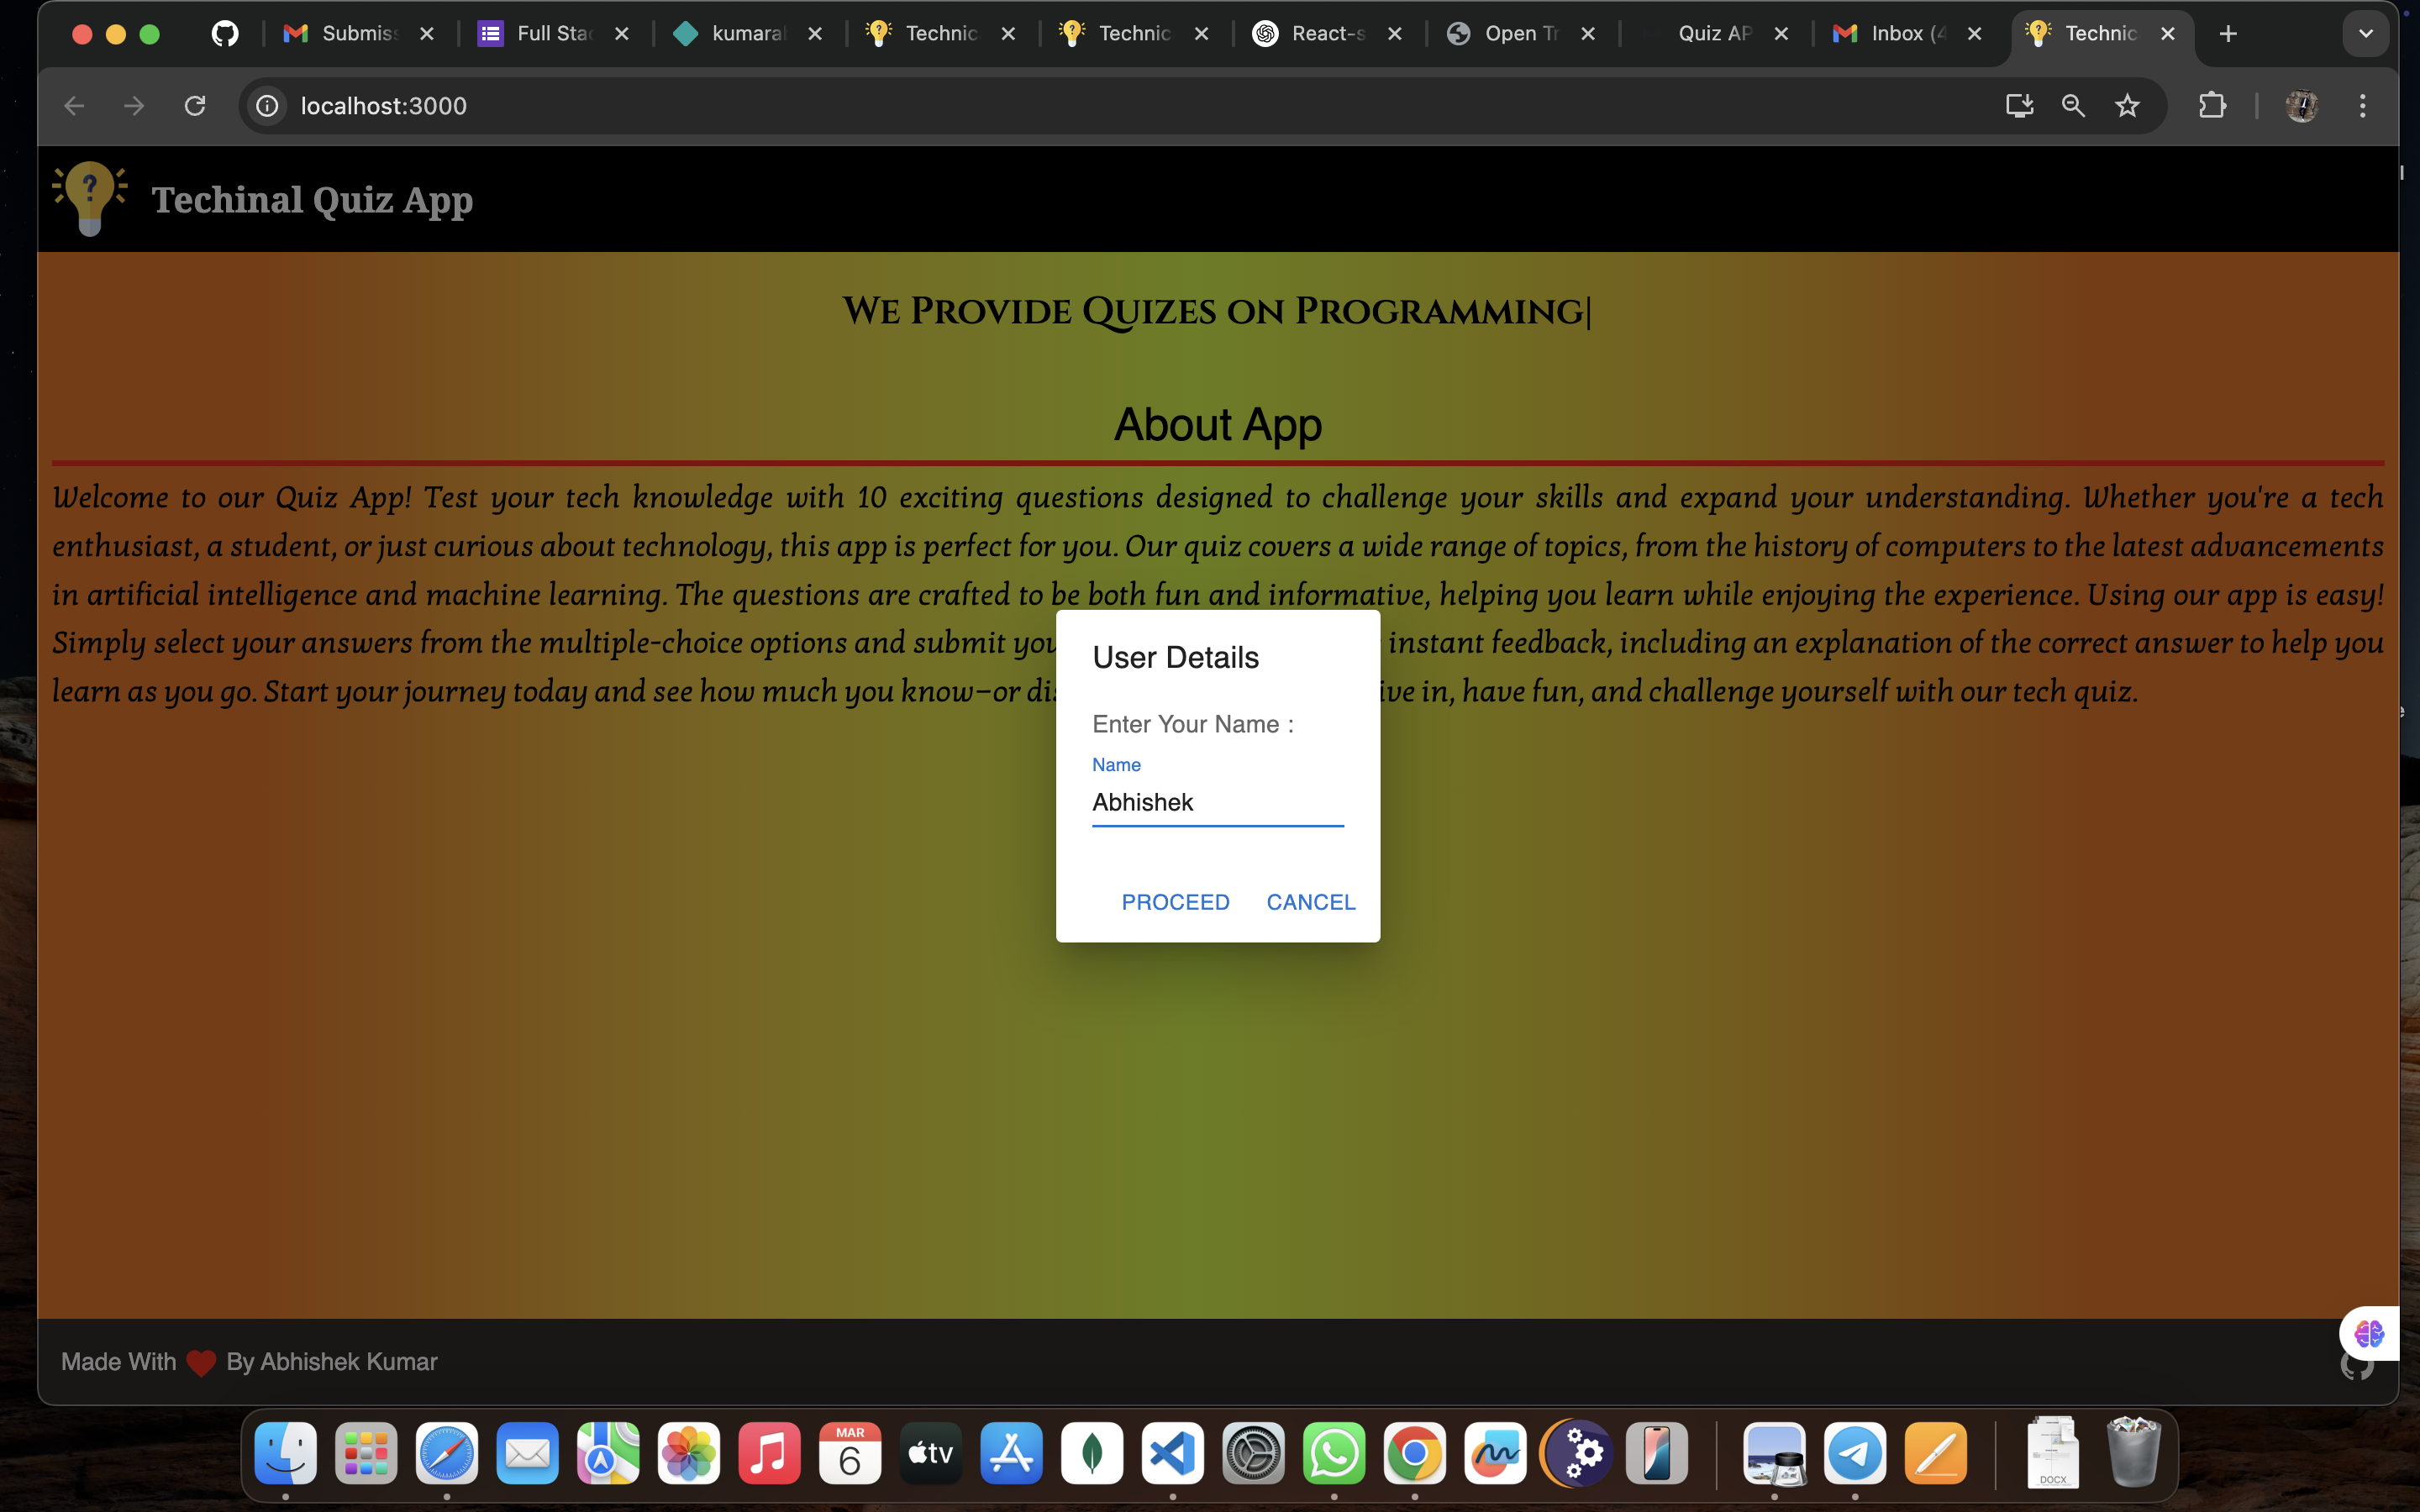 Submiss
Full Stac
kumaral
Technic
Technic
React-s
Open Tr
Quiz AP
Inbox (4
Technic
localhost:3000
Techinal Quiz App
We Provide Quizes on Programming|
About App
Welcome to our Quiz App! Test your tech knowledge with 10 exciting questions designed to challenge your skills and expand your understanding. Whether you're a tech
enthusiast, a student, or just curious about technology, this app is perfect for you. Our quiz covers a wide range of topics, from the history of computers to the latest advancements
in artificial intelligence and machine learning. The questions are crafted to be both fun and informative, helping you learn while enjoying the experience. Using our app is easy!
Simply select your answers from the multiple-choice options and submit you instant feedback, including an explanation of the correct answer to help you
learn as you go. Start your journey today and see how much you know–or dis ive in, have fun, and challenge yourself with our tech quiz.
User Details
Enter Your Name :
Name
Abhishek
PROCEED CANCEL
Made With By Abhishek Kumar
MAR
6
tv
DOCX